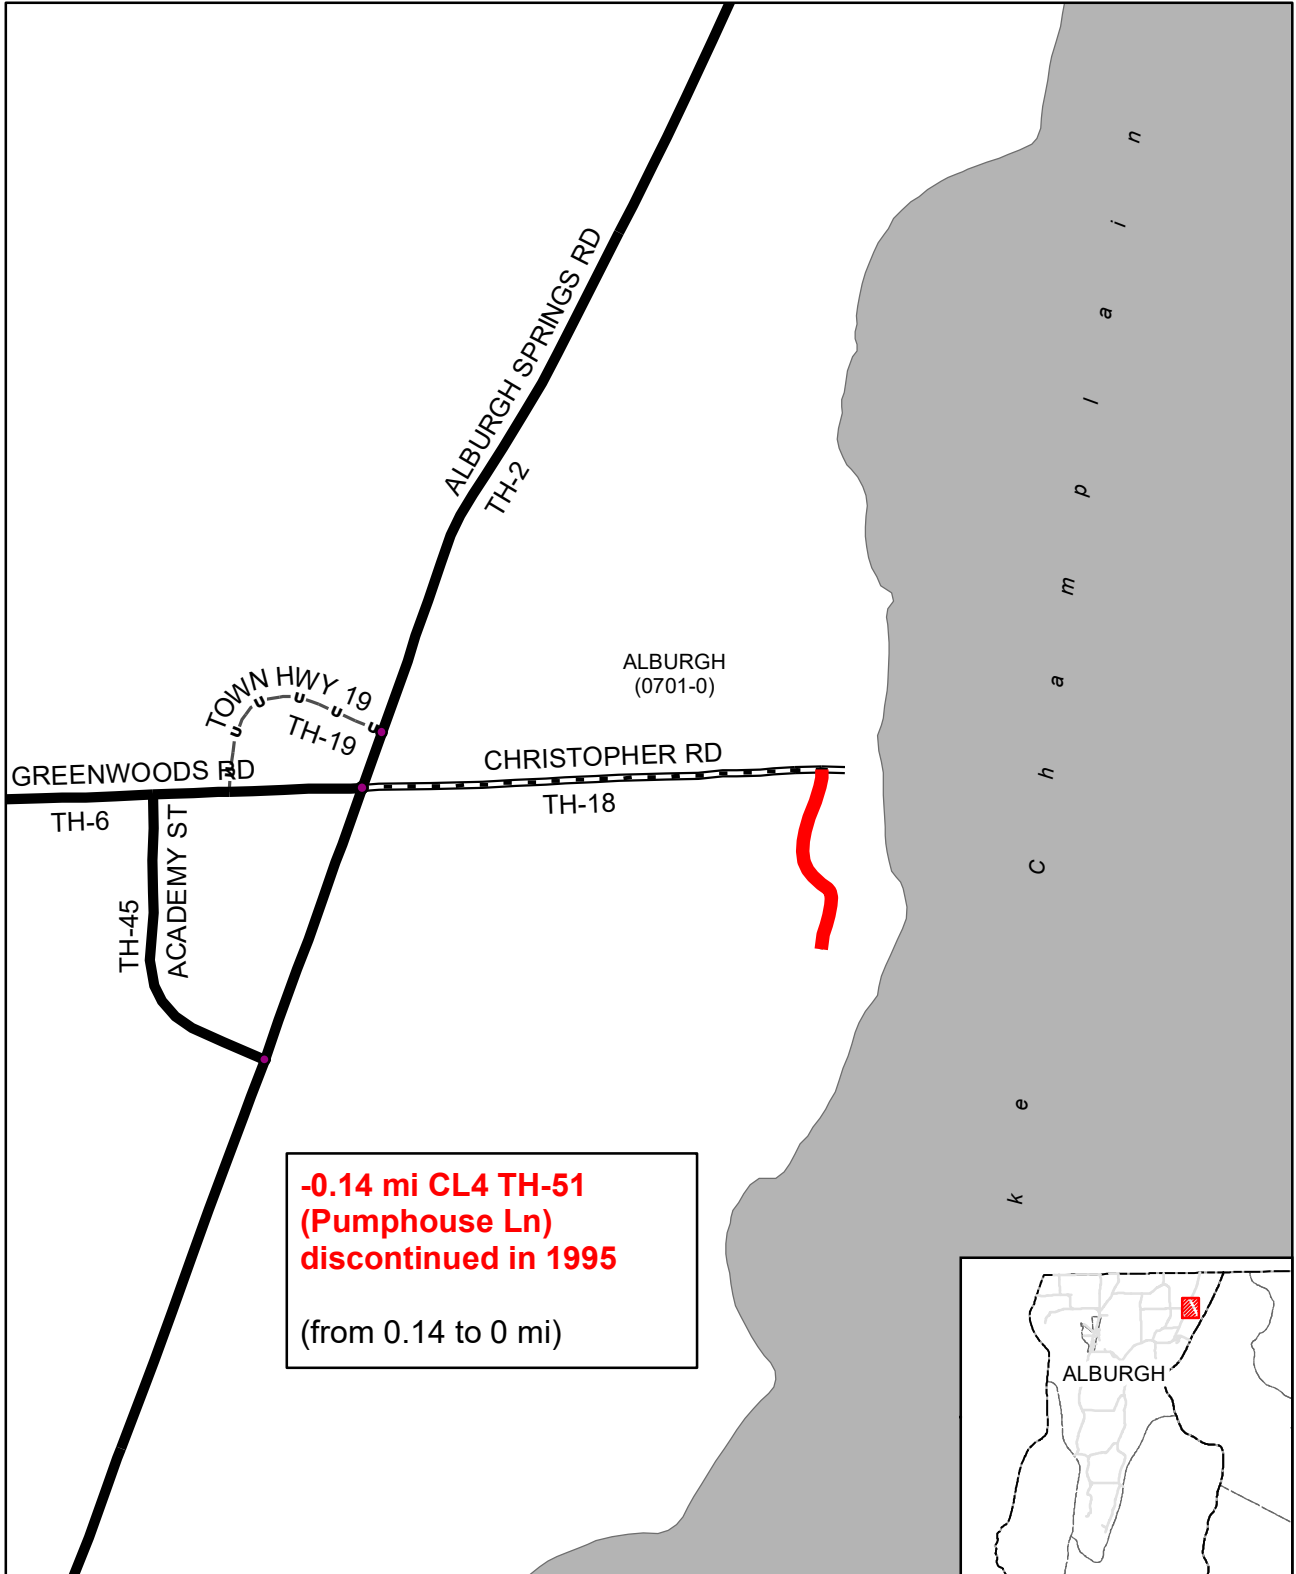 ALBURGH SPRINGS RD
TH-2
ALBURGH
(0701-0)
TOWN HWY 19
TH-19
GREENWOODS RD
TH-6
CHRISTOPHER RD
TH-18
ACADEMY ST
TH-45
k e C h a m p l a i n
-0.14 mi CL4 TH-51
(Pumphouse Ln)
discontinued in 1995
(from 0.14 to 0 mi)
ALBURGH
U U U U U U